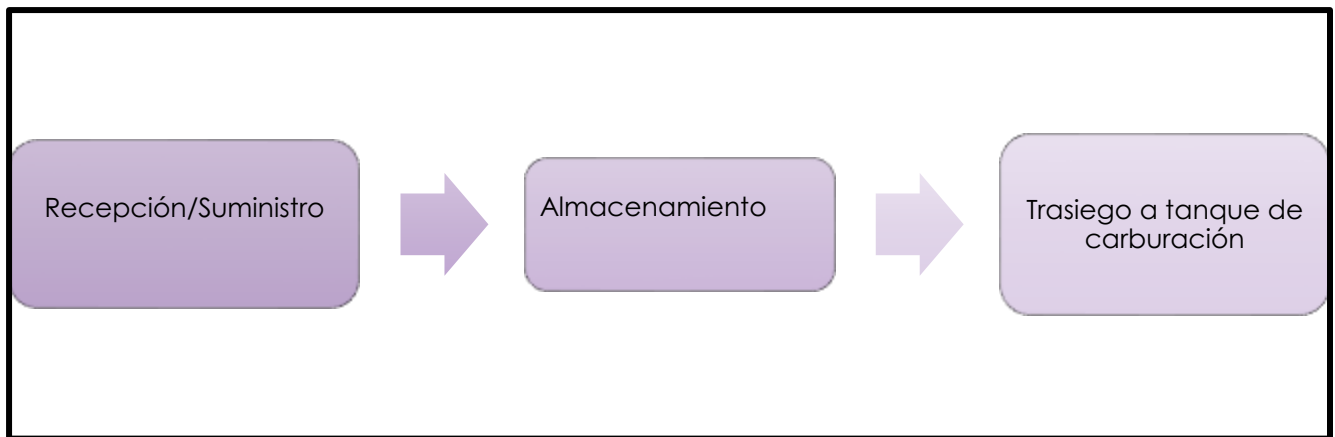 Recepción/Suministro
Almacenamiento
Trasiego a tanque de
carburación